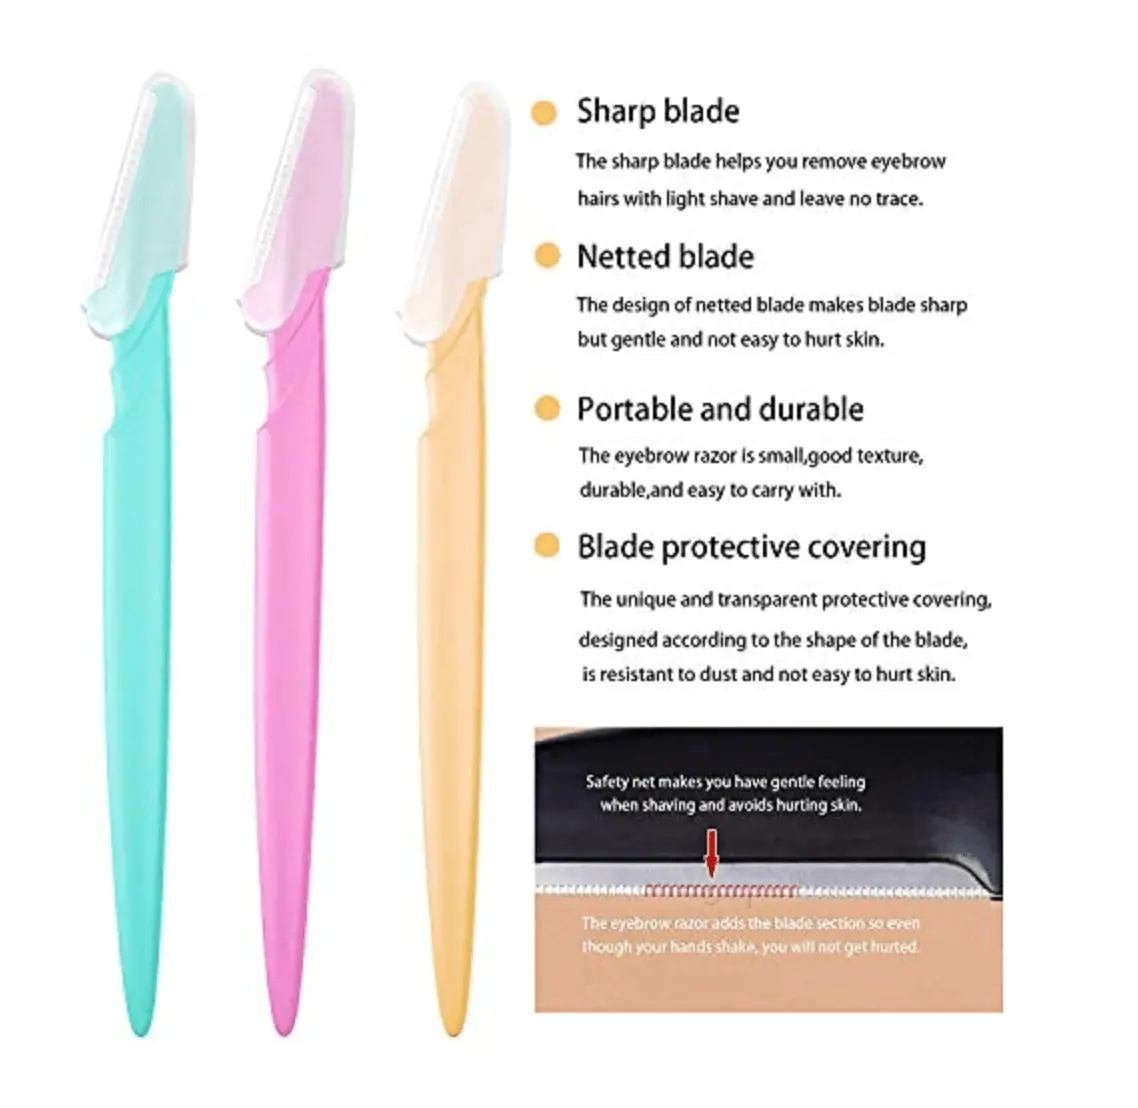 Sharp blade
The sharp blade helps you remove eyebrow
hairs with light shave and leave no trace.
Netted blade
The design of netted blade makes blade sharp
but gentle and not easy to hurt skin.
Portable and durable
The eyebrow razor is small,good texture,
durable,and easy to carry with.
Blade protective covering
The unique and transparent protective covering,
designed according to the shape of the blade,
is resistant to dust and not easy to hurt skin.
Safety net makes you have gentle feeling
when shaving and avoids hurting skin.
The eyebrow razor adds the blade section so even
though your hands shake, you will not get hurted.